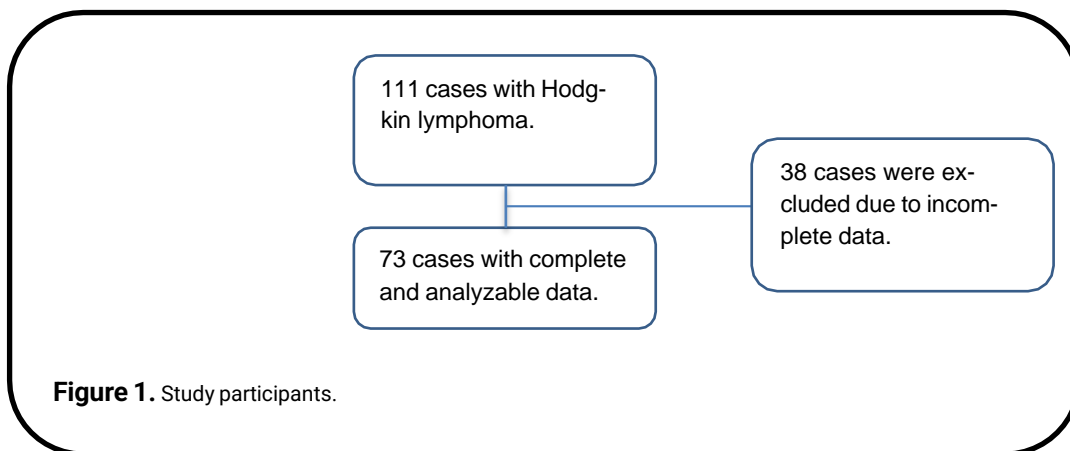 111 cases with Hodg-
kin lymphoma.
38 cases were ex-
cluded due to incom-
plete data.
73 cases with complete
and analyzable data.
Figure 1. Study participants.